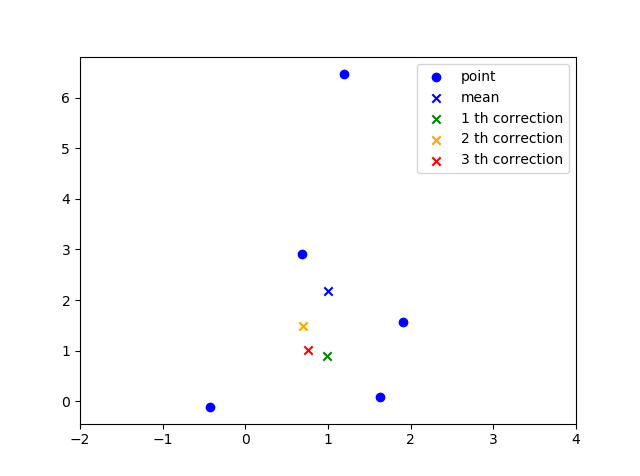 point
mean
1 th correction
2 th correction
3 th correction
6
5
4
3
2
1
0
−2 −1 0 1 2 3 4